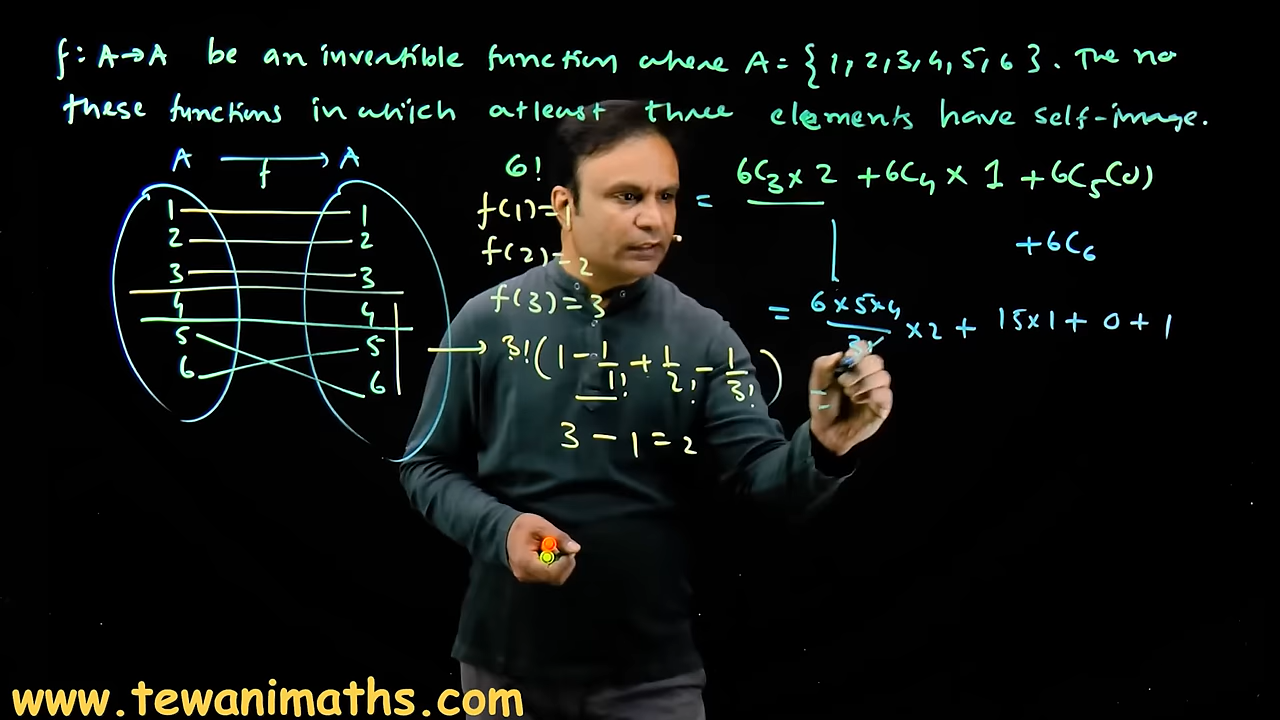 f : A → A be an invertible function where A = { 1, 2, 3, 4, 5, 6 } . The no
these functions in which atleast three elements have self-image.
A f A
1 1
2 2
3 3
4 4
5 5
6 6
6!
f(1) = 1
f(2) = 2
f(3) = 3
→ 3! ( 1 - 1/1! + 1/2! - 1/3! )
3 - 1 = 2
= 6C3 x 2 + 6C4 x 1 + 6C5(0)
+ 6C6
= 6 x 5 x 4 / x 2 + 15 x 1 + 0 + 1
=
www.tewanimaths.com